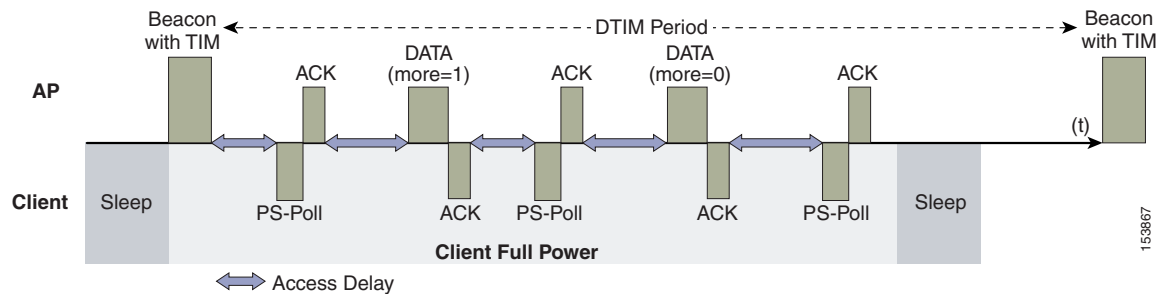 Beacon
with TIM
DTIM Period
Beacon
with TIM
AP
ACK
DATA
(more=1)
ACK
DATA
(more=0)
ACK
(t)
Client
Sleep
PS-Poll
ACK
PS-Poll
ACK
PS-Poll
Sleep
Client Full Power
Access Delay
153867